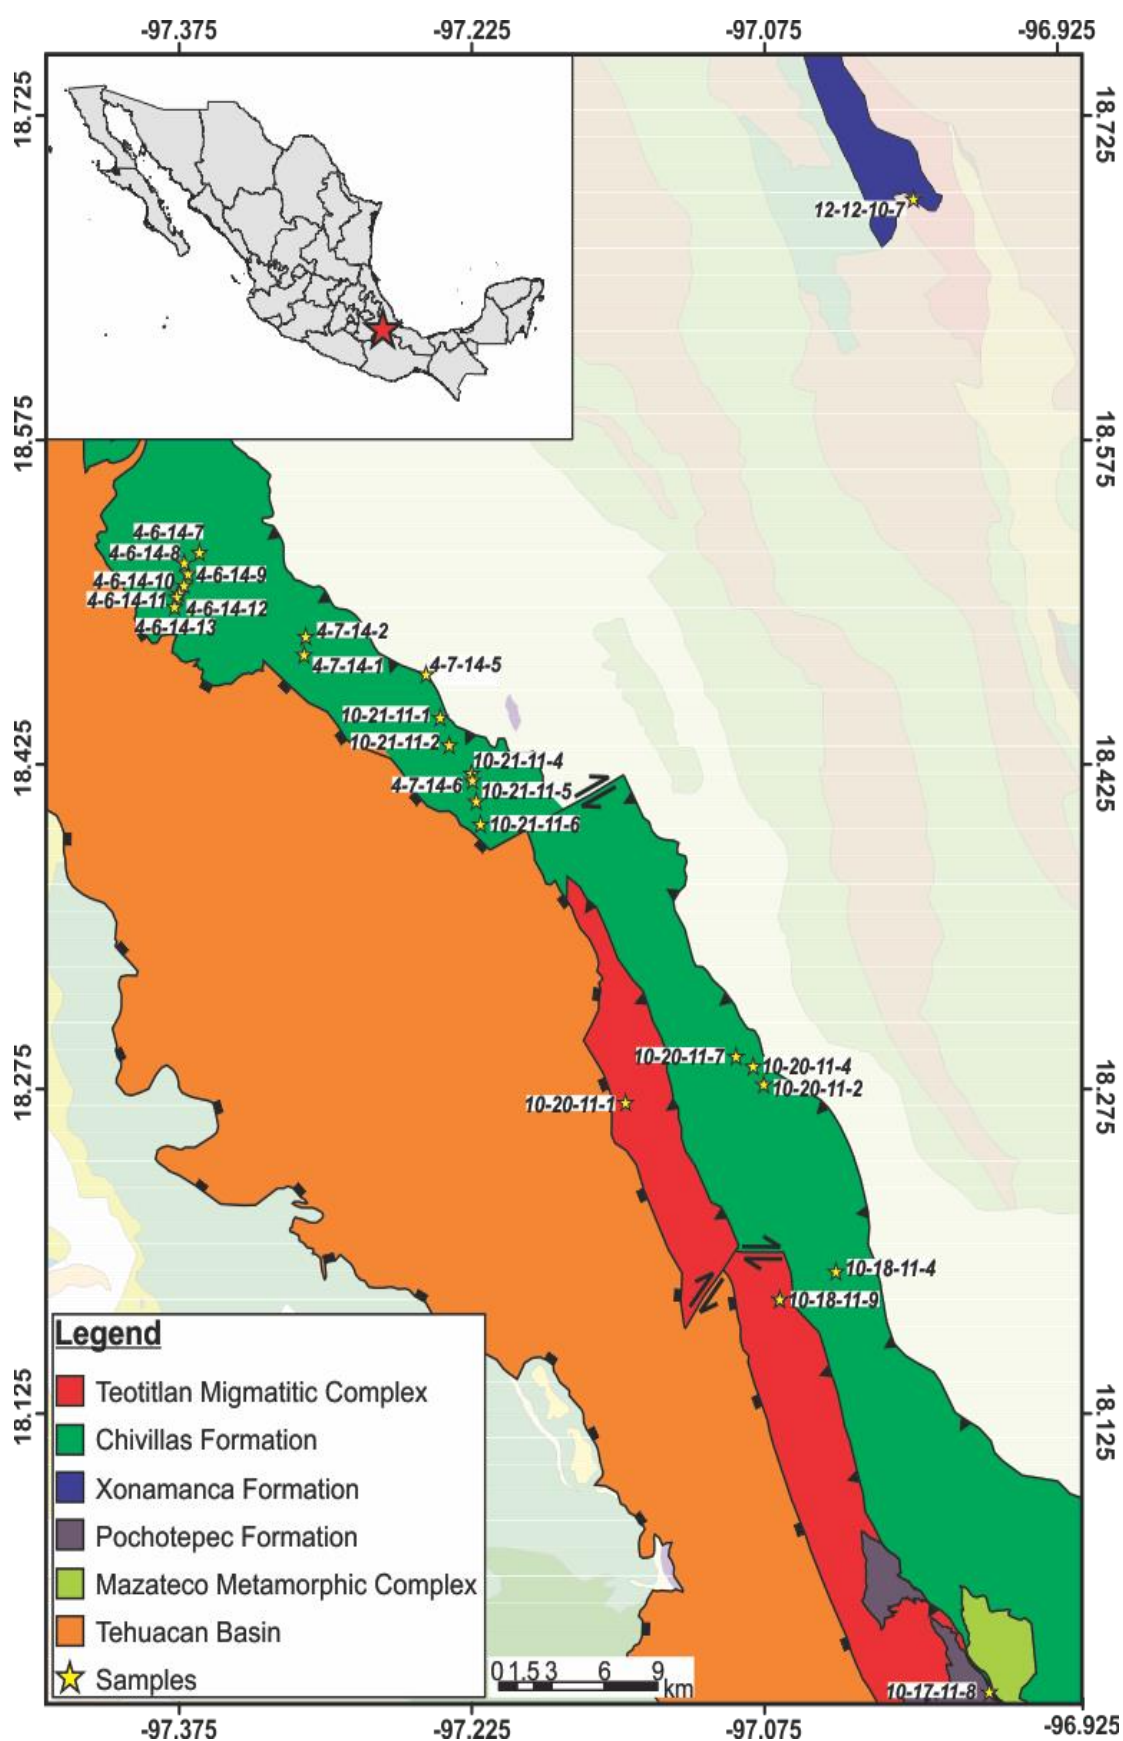 -97.375 -97.225 -97.075 -96.925
18.725 18.725
12-12-10-7
18.575 18.575
4-6-14-7
4-6-14-8
4-6-14-9
4-6-14-10
4-6-14-11
4-6-14-12
4-6-14-13
4-7-14-2
4-7-14-1
4-7-14-5
10-21-11-1
10-21-11-2
10-21-11-4
4-7-14-6
10-21-11-5
10-21-11-6
18.425 18.425
10-20-11-7
10-20-11-4
10-20-11-2
10-20-11-1
18.275 18.275
10-18-11-4
10-18-11-9
18.125 18.125
Legend
Teotitlan Migmatitic Complex
Chivillas Formation
Xonamanca Formation
Pochotepec Formation
Mazateco Metamorphic Complex
Tehuacan Basin
Samples
0 1.5 3 6 9
km
10-17-11-8
-97.375 -97.225 -97.075 -96.925